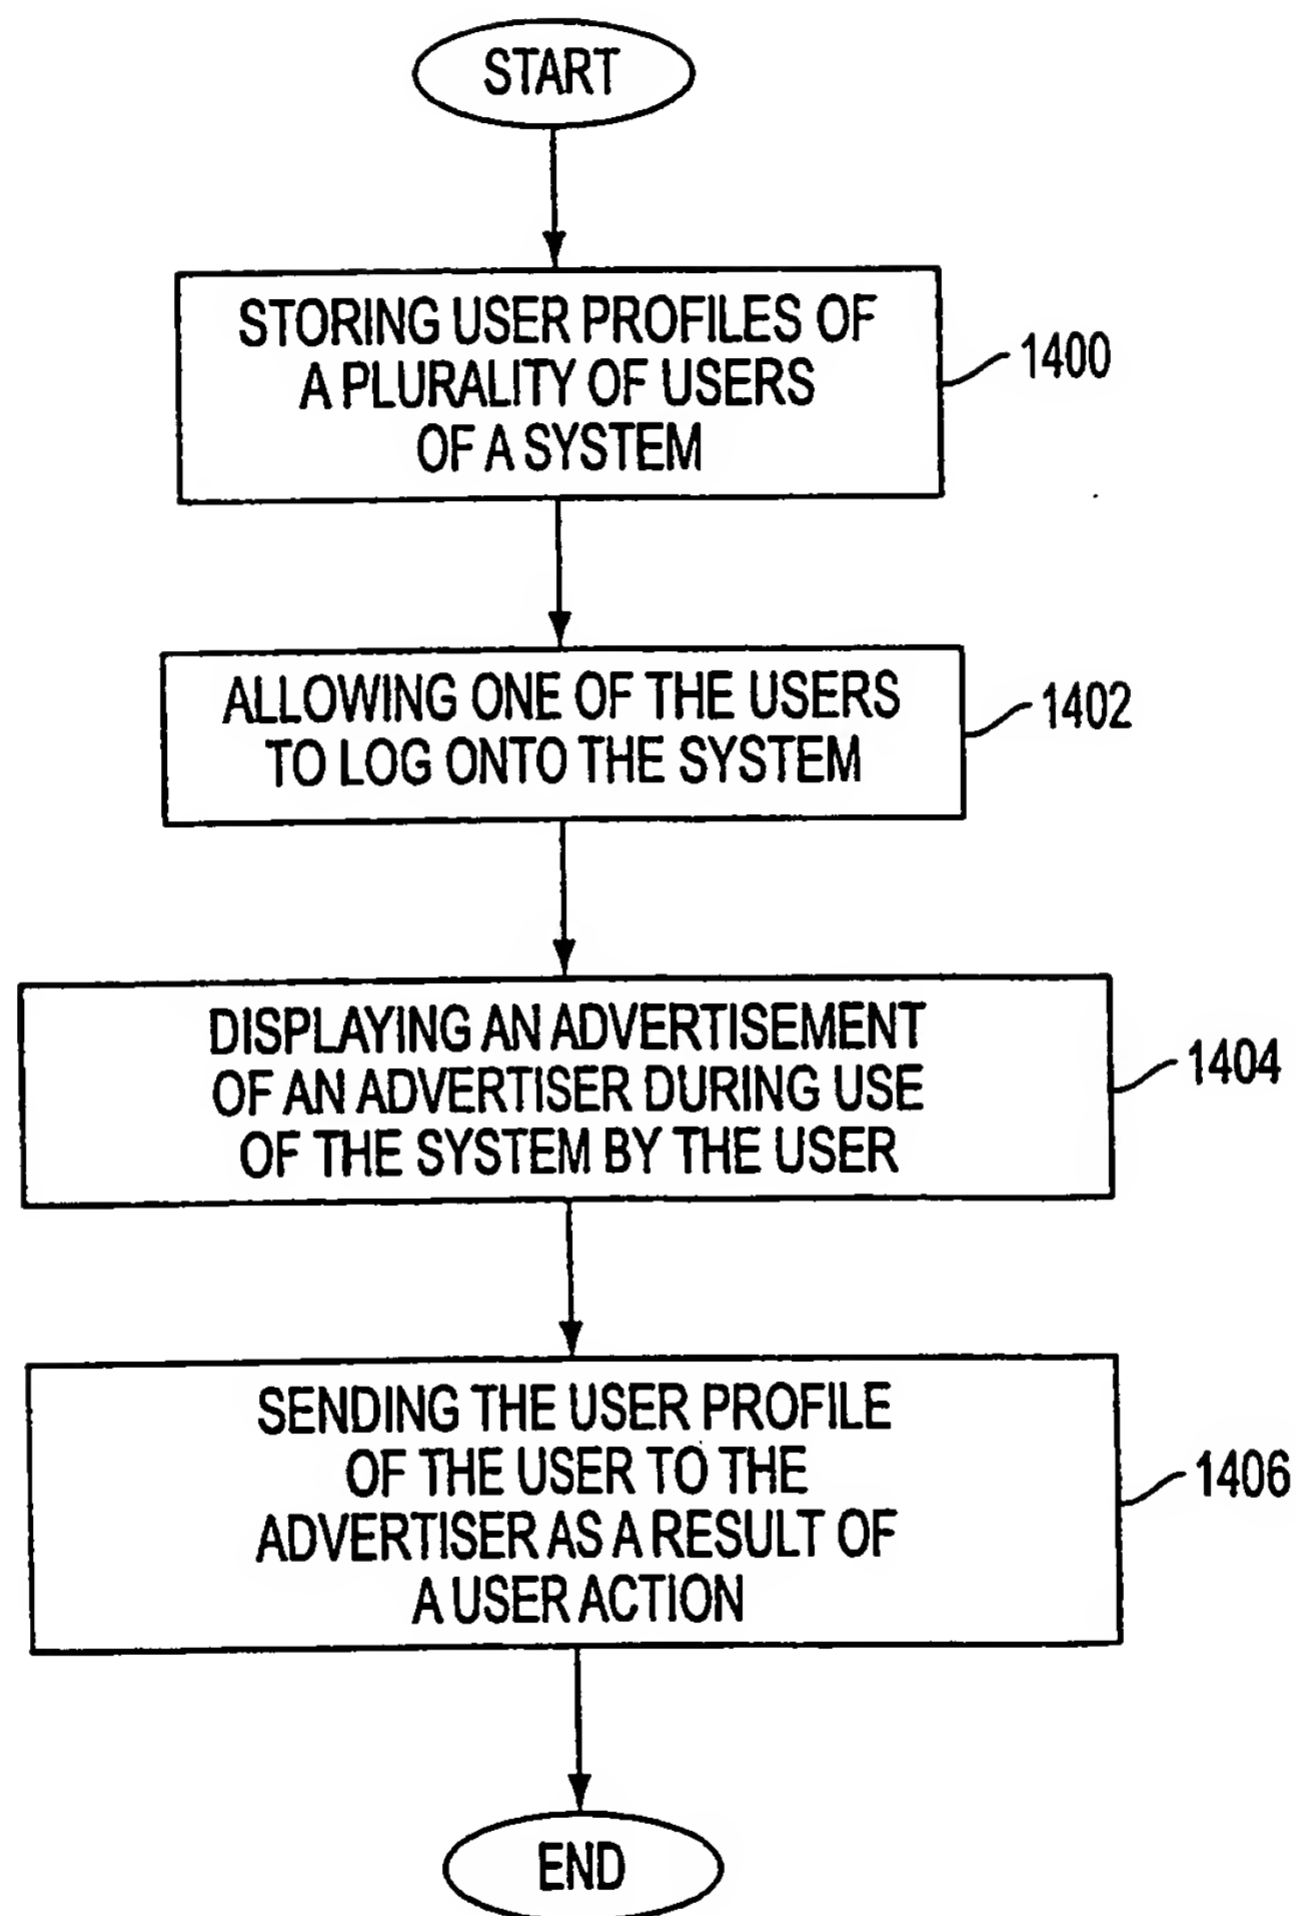 START
STORING USER PROFILES OF
A PLURALITY OF USERS
OF A SYSTEM
1400
ALLOWING ONE OF THE USERS
TO LOG ONTO THE SYSTEM
1402
DISPLAYING AN ADVERTISEMENT
OF AN ADVERTISER DURING USE
OF THE SYSTEM BY THE USER
1404
SENDING THE USER PROFILE
OF THE USER TO THE
ADVERTISER AS A RESULT OF
A USER ACTION
1406
END